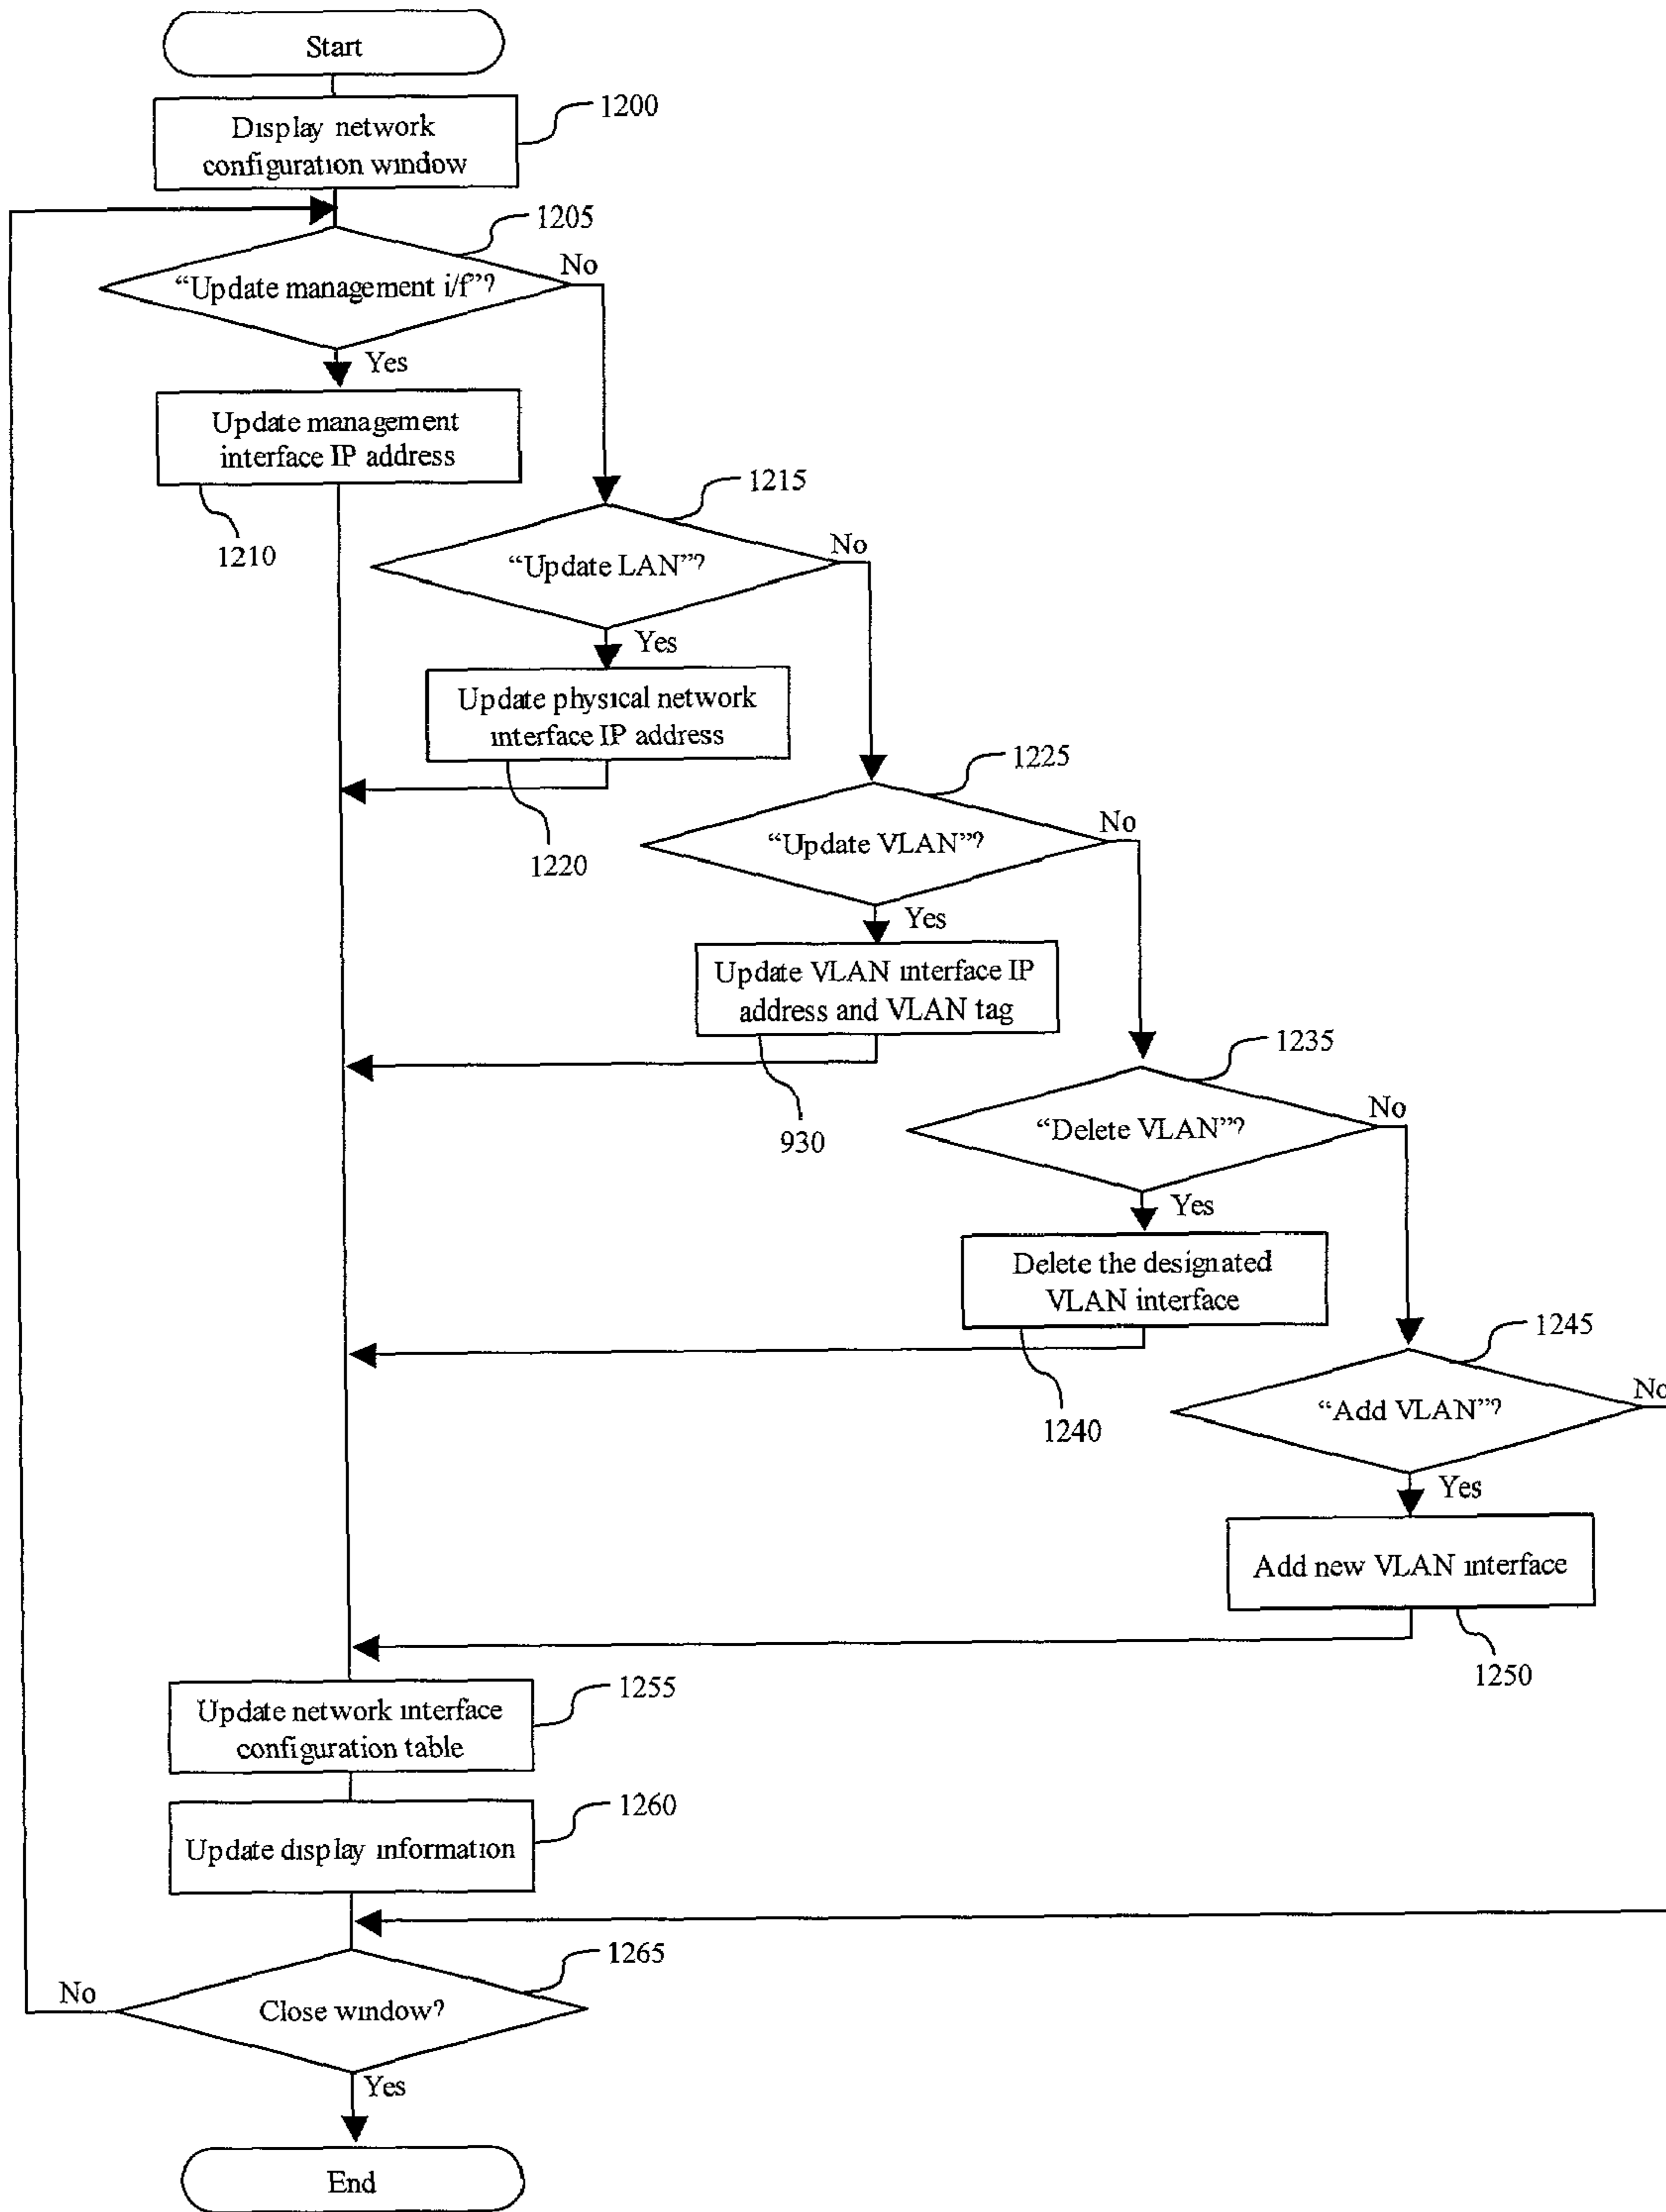 Start
1200
Display network
configuration window
1205
“Update management i/f”?
No
Yes
Update management
interface IP address
1210
1215
“Update LAN”?
No
Yes
Update physical network
interface IP address
1220
1225
“Update VLAN”?
No
Yes
Update VLAN interface IP
address and VLAN tag
930
1235
“Delete VLAN”?
No
Yes
Delete the designated
VLAN interface
1240
1245
“Add VLAN”?
No
Yes
Add new VLAN interface
1250
1255
Update network interface
configuration table
1260
Update display information
1265
No
Close window?
Yes
End